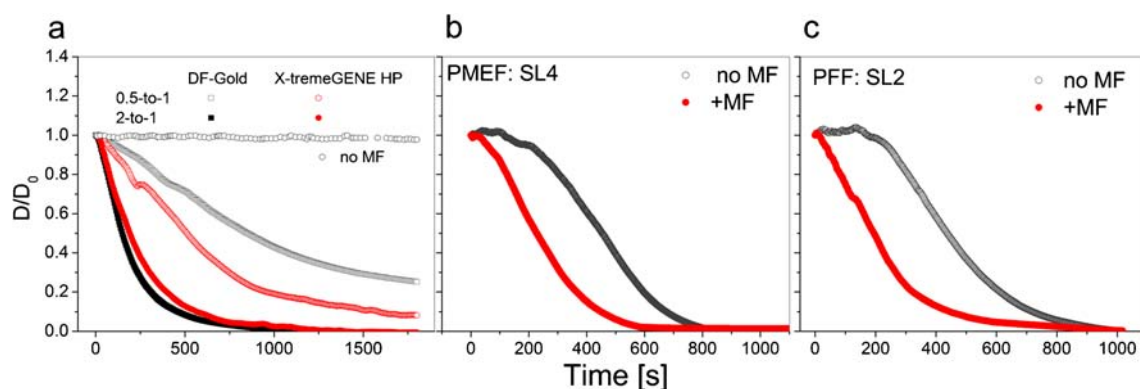 a
b
c
DF-Gold X-tremeGENE HP
0.5-to-1
2-to-1
no MF
PMEF: SL4
no MF
+MF
PFF: SL2
no MF
+MF
D/D0
1.4
1.2
1.0
0.8
0.6
0.4
0.2
0.0
0 500 1000 1500
0 200 400 600 800 1000
0 200 400 600 800 1000
Time [s]